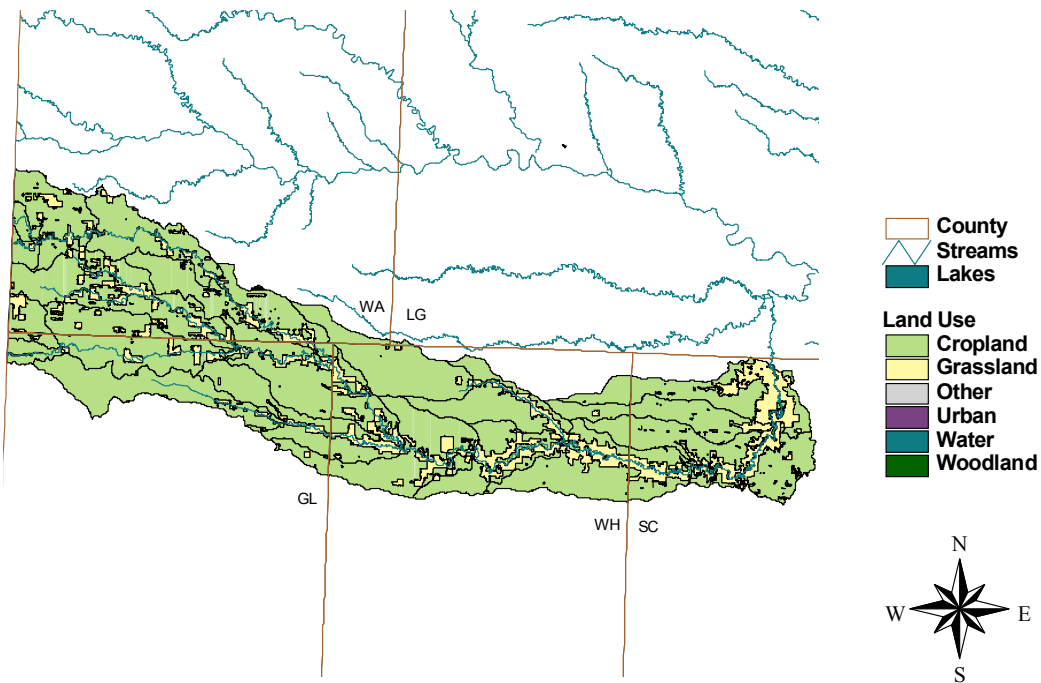 WA
LG
GL
WH
SC
County
Streams
Lakes
Land Use
Cropland
Grassland
Other
Urban
Water
Woodland
N
W
E
S